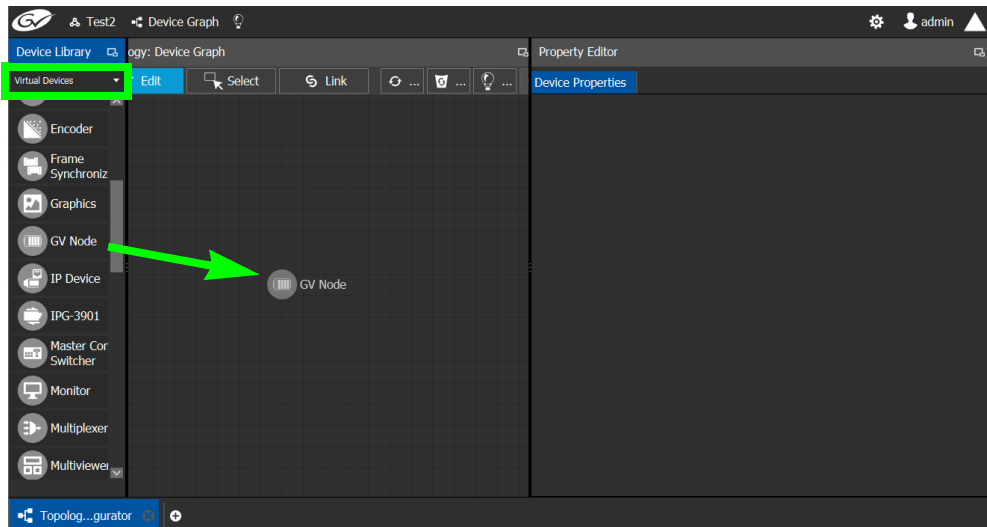 GV Test2 Device Graph admin
Device Library ogy: Device Graph Property Editor
Virtual Devices Edit Select Link ... ... ... Device Properties
Encoder
Frame
Synchroniz
Graphics
GV Node
GV Node
IP Device
IPG-3901
Master Cor
Switcher
Monitor
Multiplexer
Multiviewer
Topolog...gurator